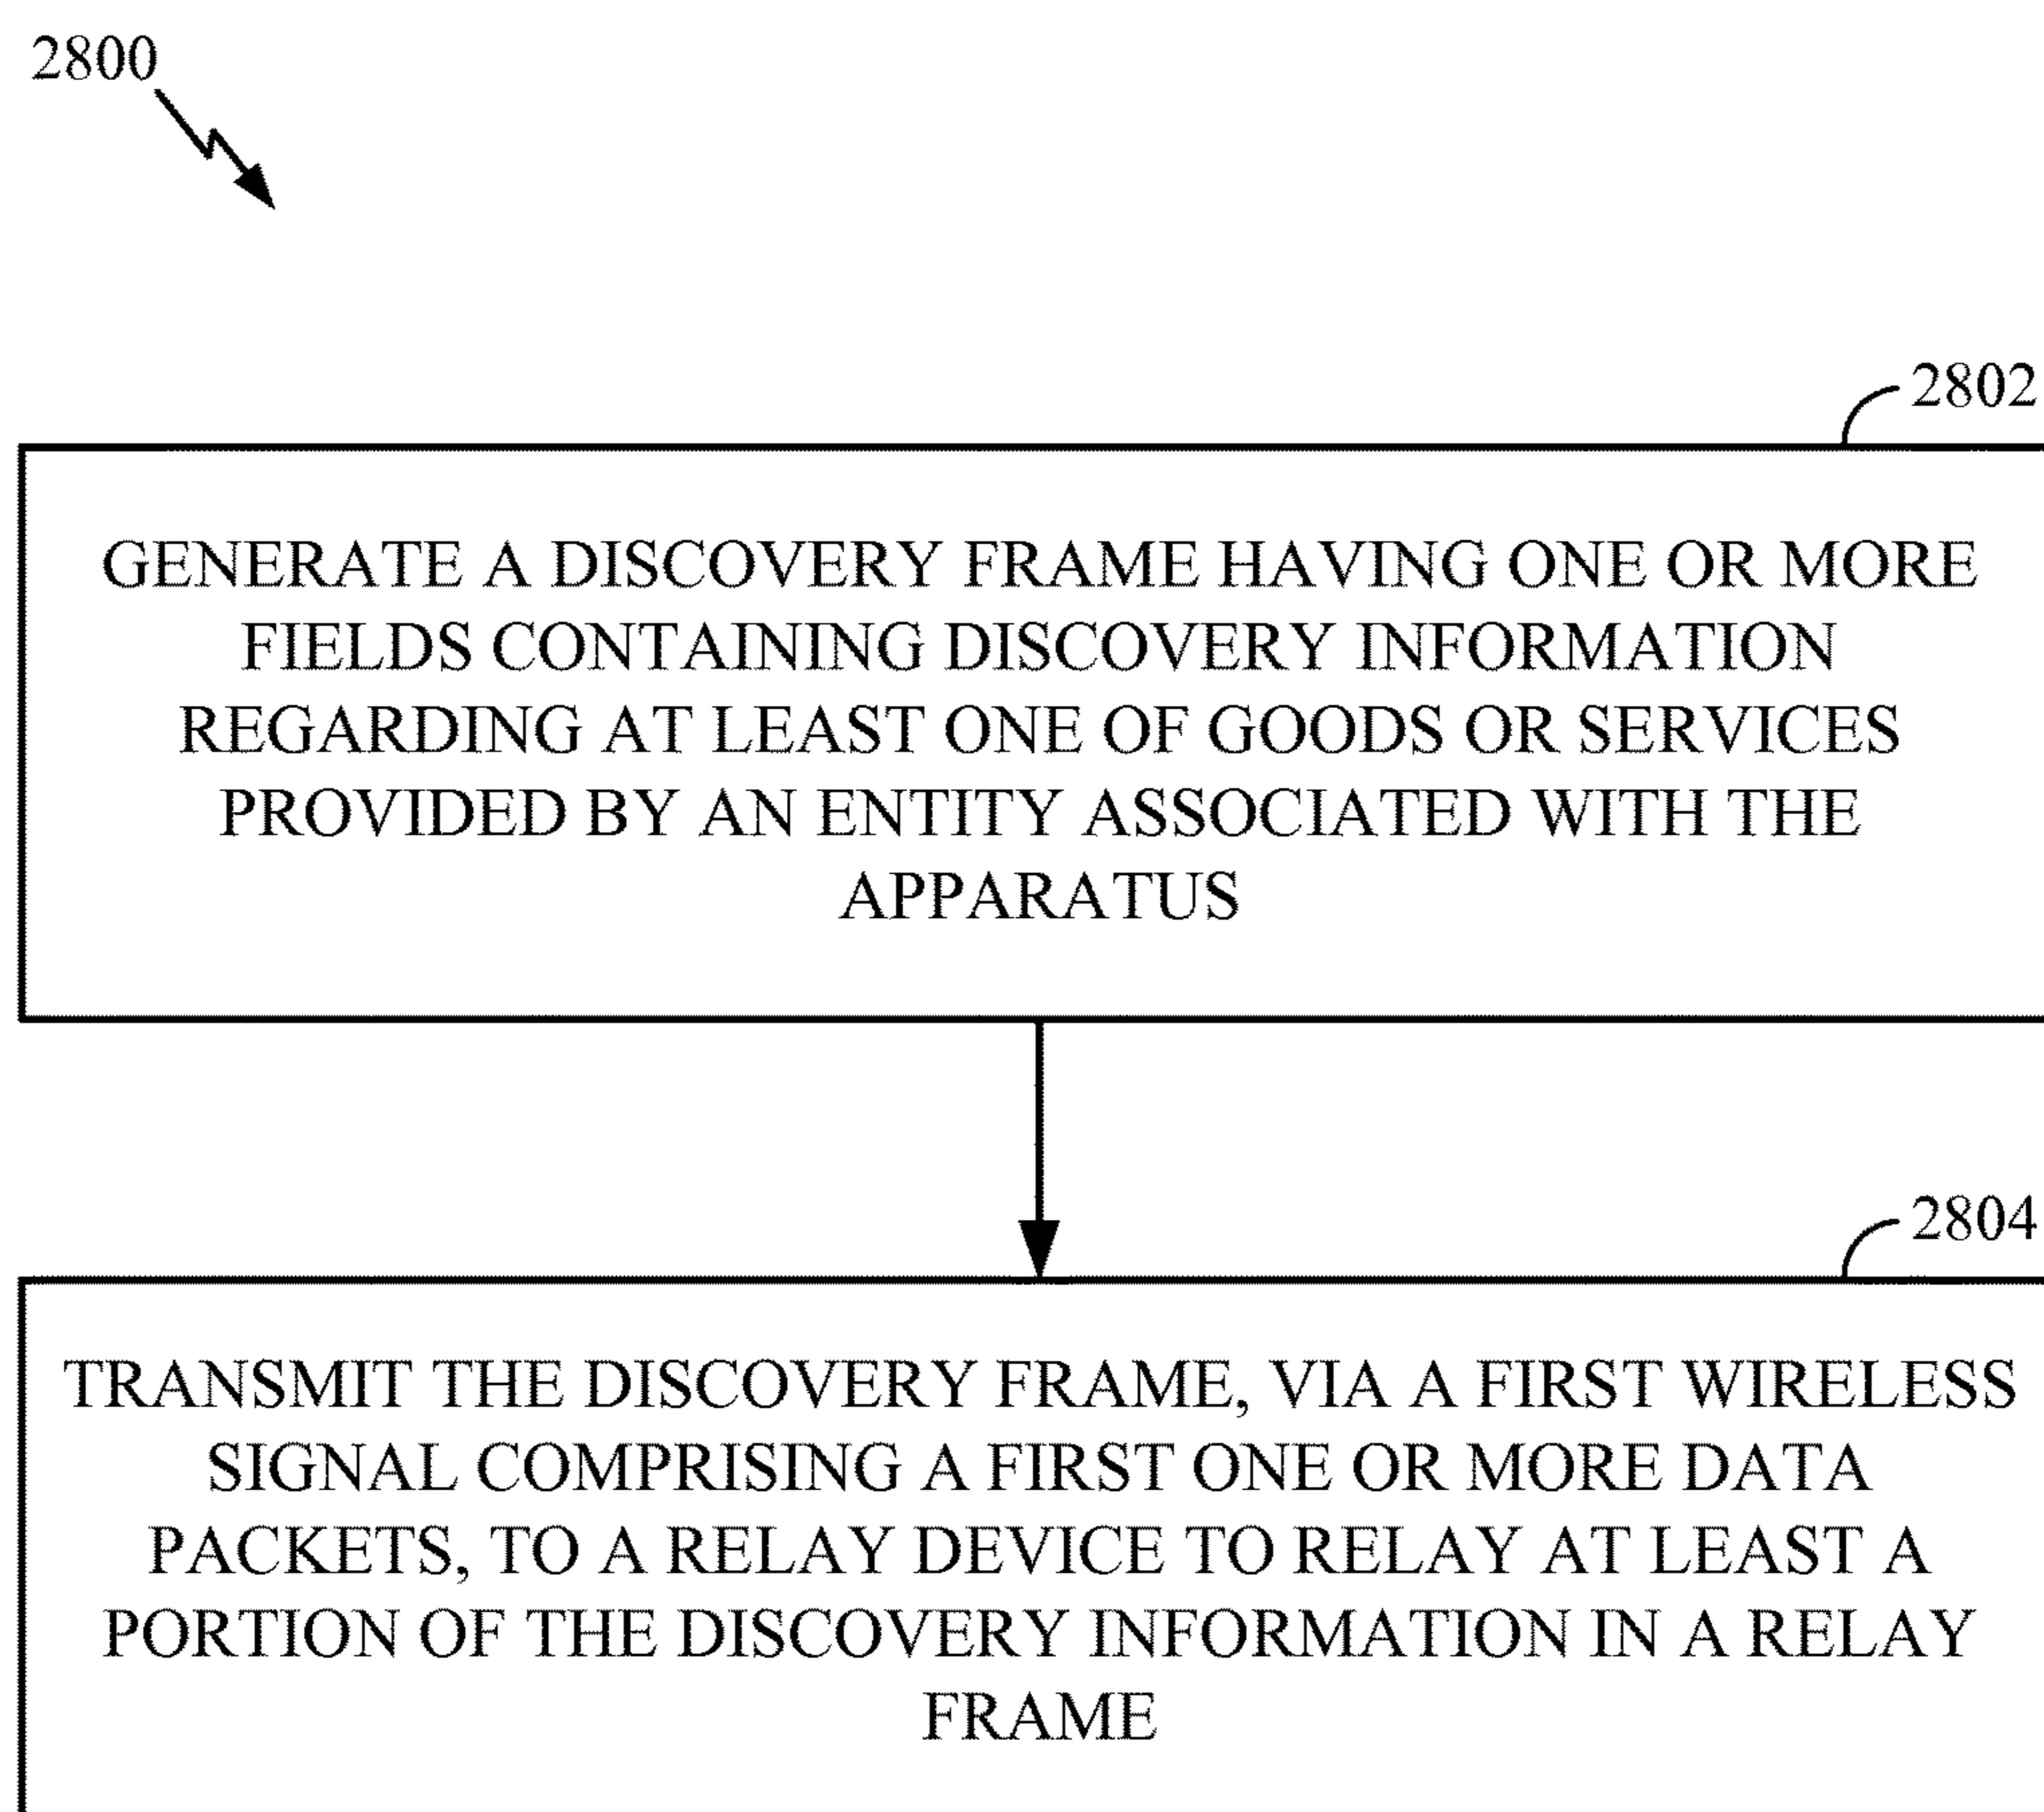 2800
2802
GENERATE A DISCOVERY FRAME HAVING ONE OR MORE
FIELDS CONTAINING DISCOVERY INFORMATION
REGARDING AT LEAST ONE OF GOODS OR SERVICES
PROVIDED BY AN ENTITY ASSOCIATED WITH THE
APPARATUS
2804
TRANSMIT THE DISCOVERY FRAME, VIA A FIRST WIRELESS
SIGNAL COMPRISING A FIRST ONE OR MORE DATA
PACKETS, TO A RELAY DEVICE TO RELAY AT LEAST A
PORTION OF THE DISCOVERY INFORMATION IN A RELAY
FRAME